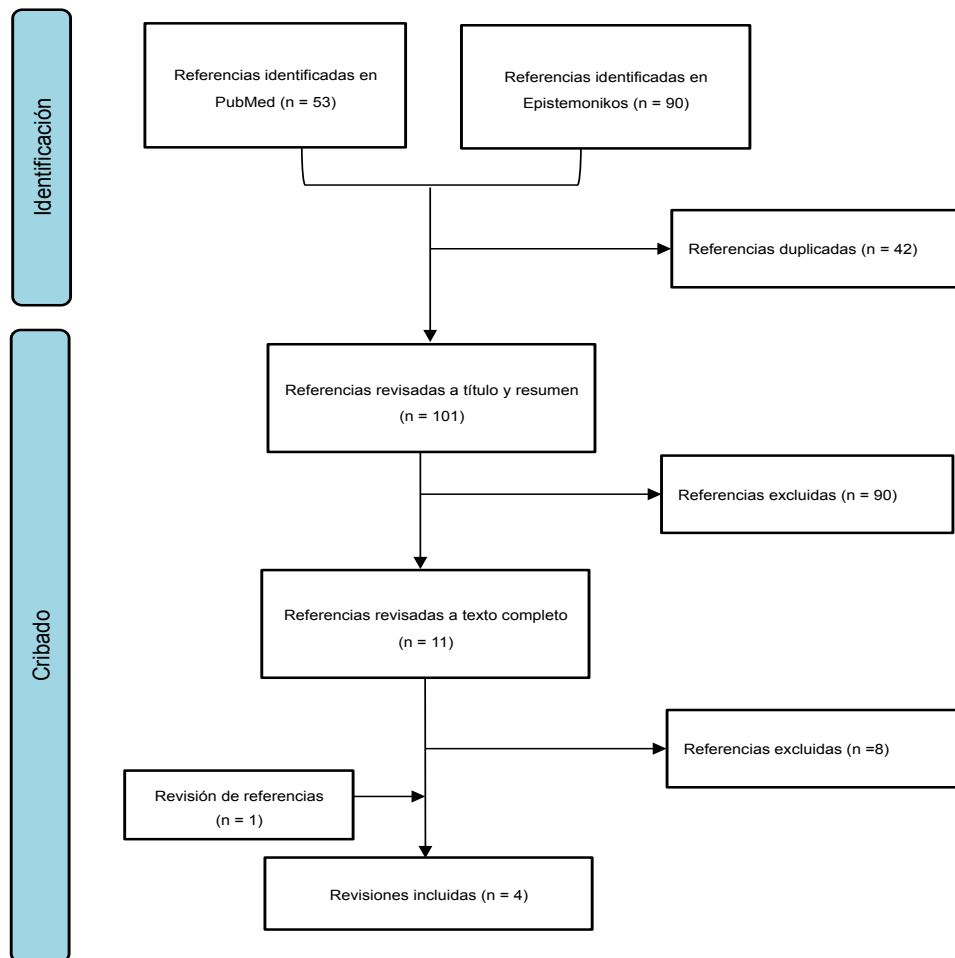 Identificación
Referencias identificadas en
PubMed (n = 53)
Referencias identificadas en
Epistemonikos (n = 90)
Referencias duplicadas (n = 42)
Cribado
Referencias revisadas a título y resumen
(n = 101)
Referencias excluidas (n = 90)
Referencias revisadas a texto completo
(n = 11)
Referencias excluidas (n =8)
Revisión de referencias
(n = 1)
Revisiones incluidas (n = 4)